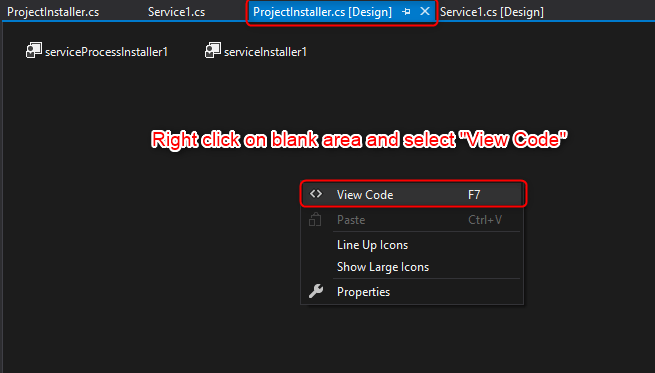 ProjectInstaller.cs Service1.cs ProjectInstaller.cs [Design] Service1.cs [Design]
serviceProcessInstaller1 serviceInstaller1
Right click on blank area and select "View Code"
View Code F7
Paste Ctrl+V
Line Up Icons
Show Large Icons
Properties